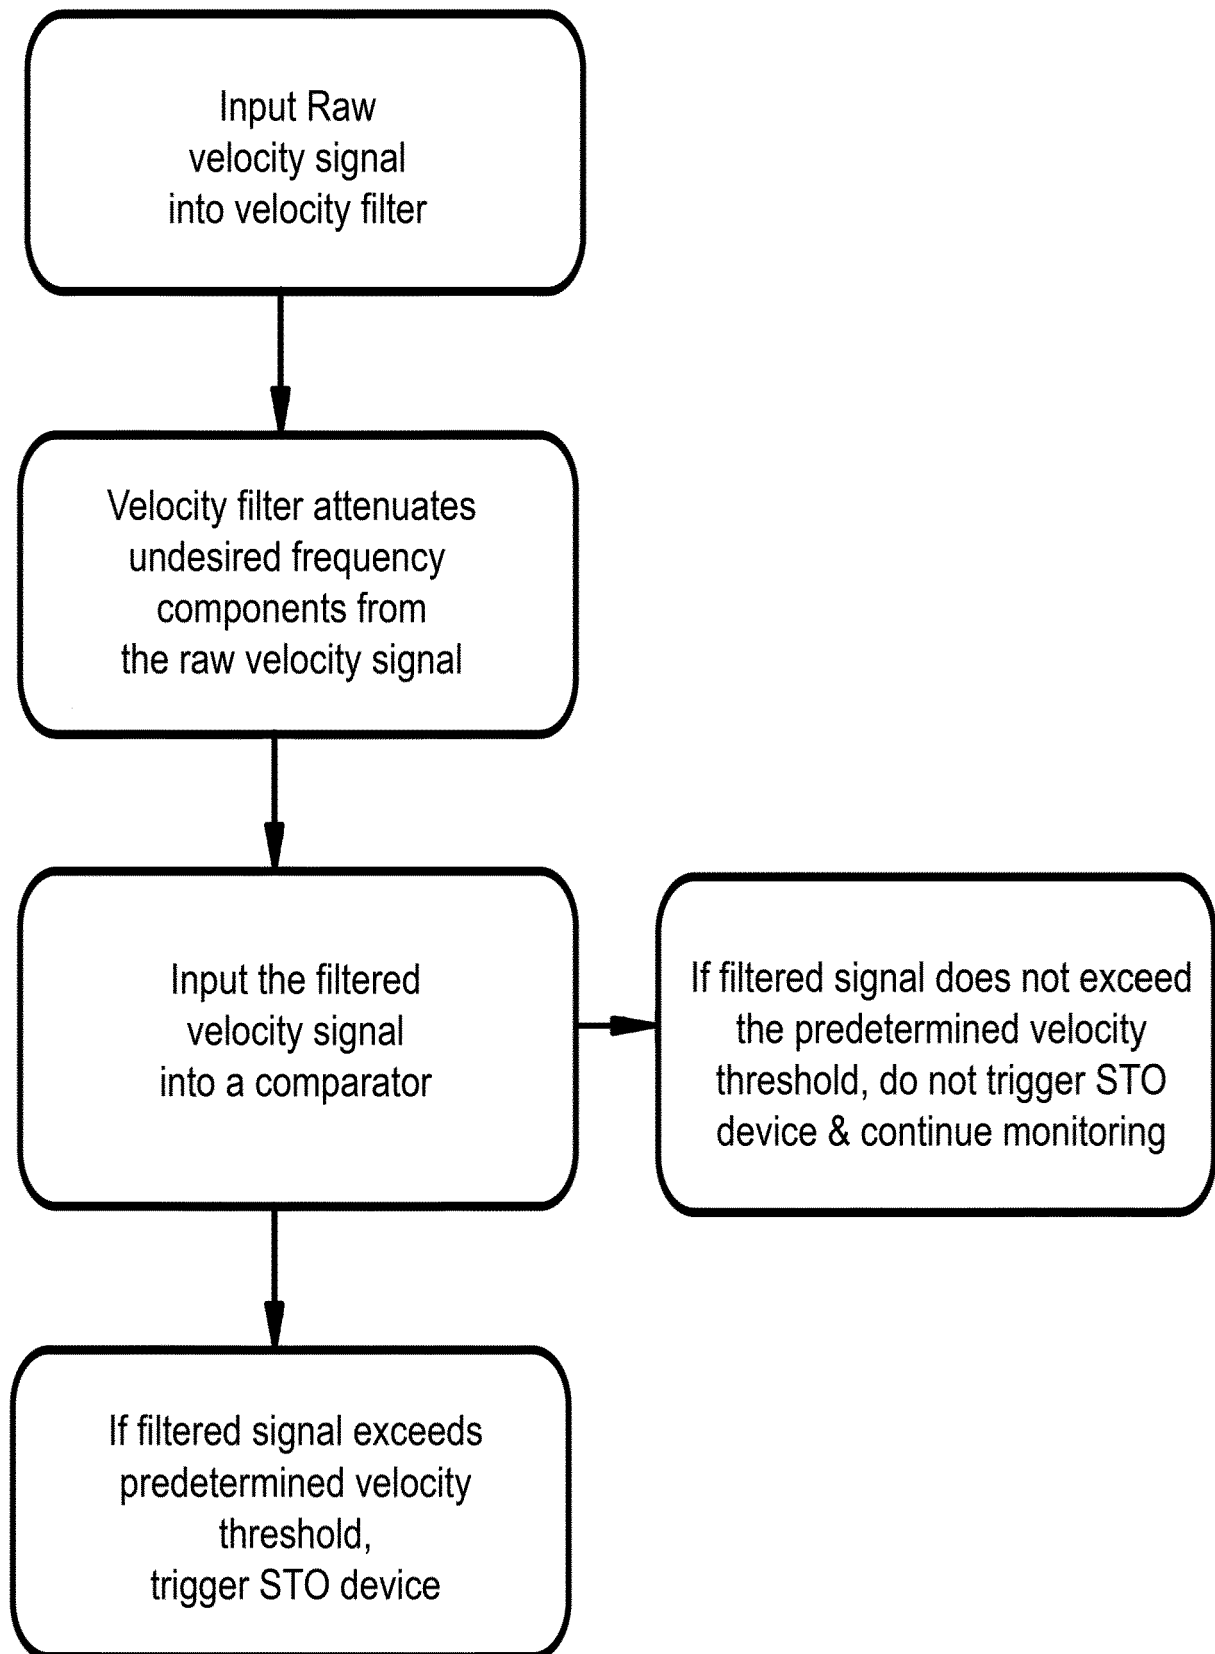 Input Raw
velocity signal
into velocity filter
Velocity filter attenuates
undesired frequency
components from
the raw velocity signal
Input the filtered
velocity signal
into a comparator
If filtered signal does not exceed
the predetermined velocity
threshold, do not trigger STO
device & continue monitoring
If filtered signal exceeds
predetermined velocity
threshold,
trigger STO device